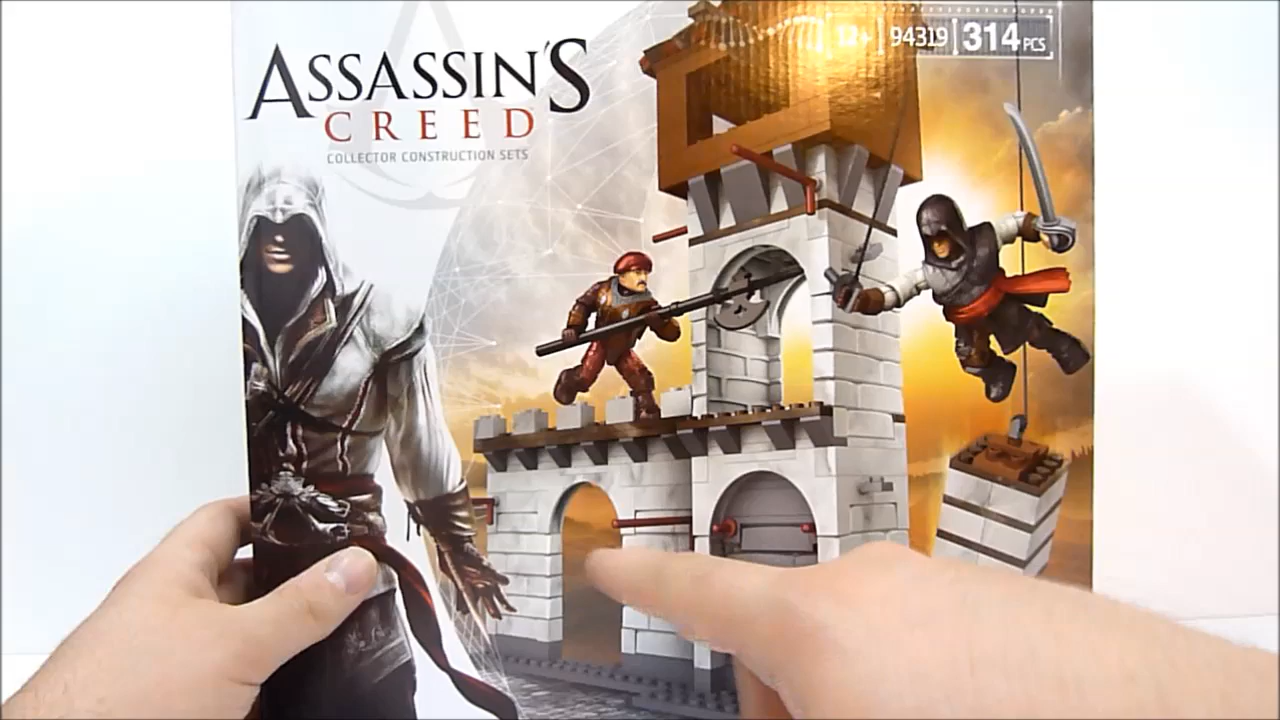 ASSASSIN'S
CREED
COLLECTOR CONSTRUCTION SETS
12+ 94319 314 PCS